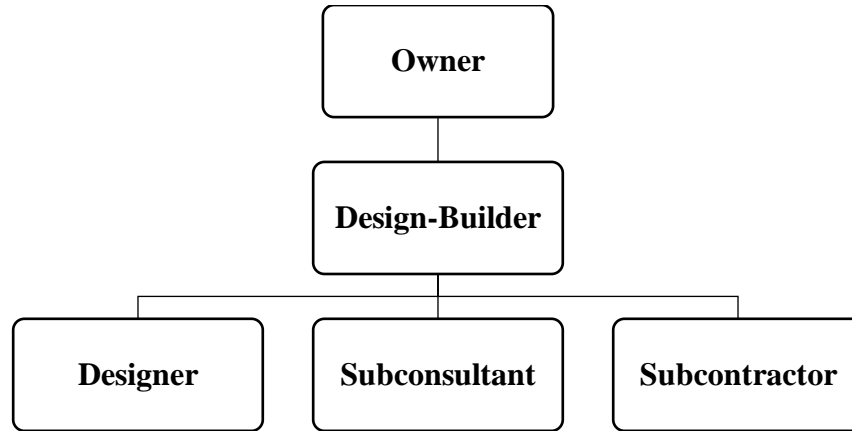 Owner
Design-Builder
Designer
Subconsultant
Subcontractor